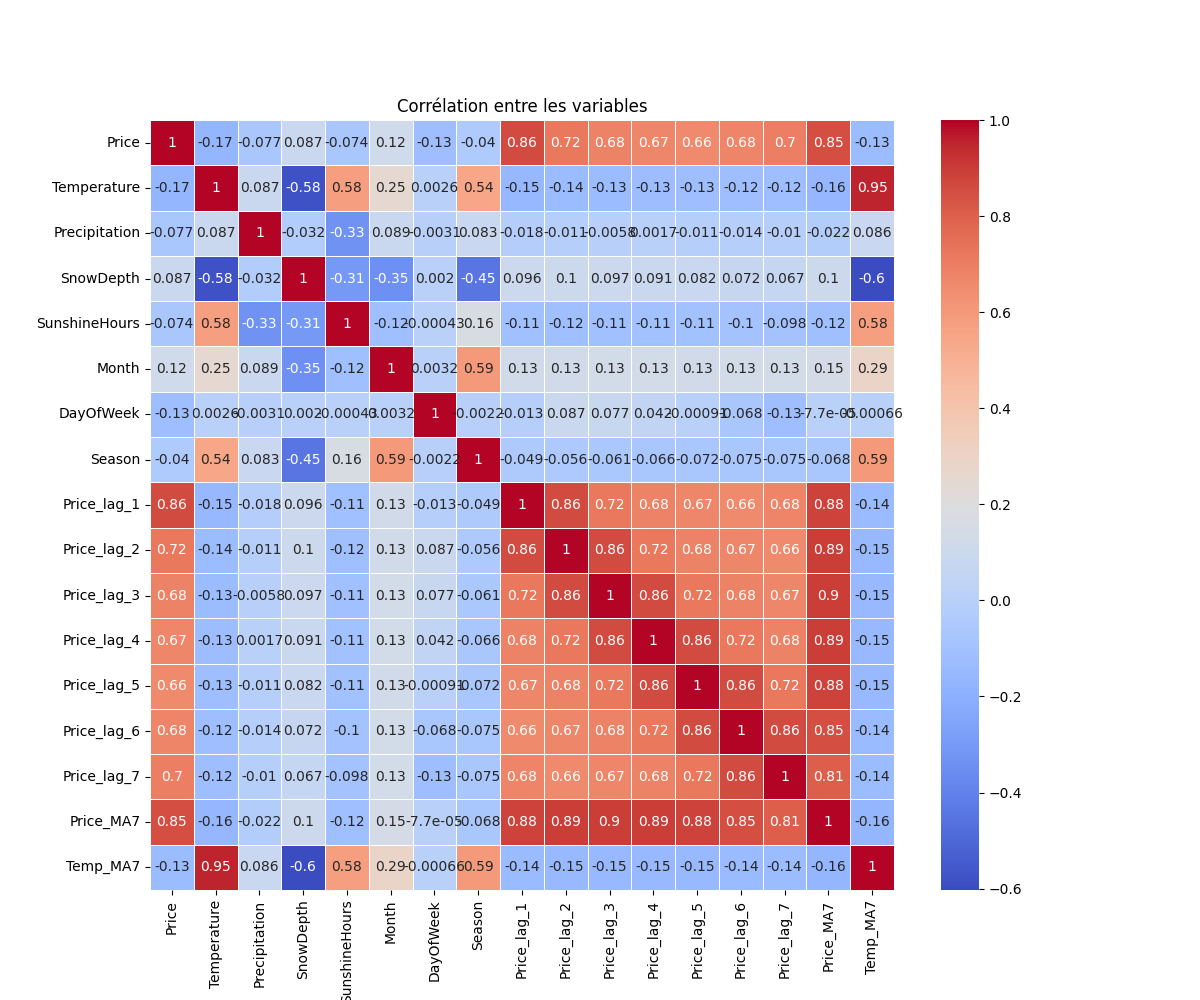 Corrélation entre les variables
Price 1 -0.17 -0.077 0.087 -0.074 0.12 -0.13 -0.04 0.86 0.72 0.68 0.67 0.66 0.68 0.7 0.85 -0.13
Temperature -0.17 1 0.087 -0.58 0.58 0.25 0.0026 0.54 -0.15 -0.14 -0.13 -0.13 -0.13 -0.12 -0.12 -0.16 0.95
Precipitation -0.077 0.087 1 -0.032 -0.33 0.089 -0.0031 0.083 -0.018 -0.011 -0.0058 0.0017 -0.011 -0.014 -0.01 -0.022 0.086
SnowDepth 0.087 -0.58 -0.032 1 -0.31 -0.35 0.002 -0.45 0.096 0.1 0.097 0.091 0.082 0.072 0.067 0.1 -0.6
SunshineHours -0.074 0.58 -0.33 -0.31 1 -0.12 -0.00043 0.16 -0.11 -0.12 -0.11 -0.11 -0.11 -0.1 -0.098 -0.12 0.58
Month 0.12 0.25 0.089 -0.35 -0.12 1 0.0032 0.59 0.13 0.13 0.13 0.13 0.13 0.13 0.13 0.15 0.29
DayOfWeek -0.13 0.0026 -0.0031 0.002 -0.00043 0.0032 1 -0.0022 -0.013 0.087 0.077 0.042 -0.00091 -0.068 -0.13 -7.7e-05 -0.00066
Season -0.04 0.54 0.083 -0.45 0.16 0.59 -0.0022 1 -0.049 -0.056 -0.061 -0.066 -0.072 -0.075 -0.075 -0.068 0.59
Price_lag_1 0.86 -0.15 -0.018 0.096 -0.11 0.13 -0.013 -0.049 1 0.86 0.72 0.68 0.67 0.66 0.68 0.88 -0.14
Price_lag_2 0.72 -0.14 -0.011 0.1 -0.12 0.13 0.087 -0.056 0.86 1 0.86 0.72 0.68 0.67 0.66 0.89 -0.15
Price_lag_3 0.68 -0.13 -0.0058 0.097 -0.11 0.13 0.077 -0.061 0.72 0.86 1 0.86 0.72 0.68 0.67 0.9 -0.15
Price_lag_4 0.67 -0.13 0.0017 0.091 -0.11 0.13 0.042 -0.066 0.68 0.72 0.86 1 0.86 0.72 0.68 0.89 -0.15
Price_lag_5 0.66 -0.13 -0.011 0.082 -0.11 0.13 -0.00091 -0.072 0.67 0.68 0.72 0.86 1 0.86 0.72 0.88 -0.15
Price_lag_6 0.68 -0.12 -0.014 0.072 -0.1 0.13 -0.068 -0.075 0.66 0.67 0.68 0.72 0.86 1 0.86 0.85 -0.14
Price_lag_7 0.7 -0.12 -0.01 0.067 -0.098 0.13 -0.13 -0.075 0.68 0.66 0.67 0.68 0.72 0.86 1 0.81 -0.14
Price_MA7 0.85 -0.16 -0.022 0.1 -0.12 0.15 -7.7e-05 -0.068 0.88 0.89 0.9 0.89 0.88 0.85 0.81 1 -0.16
Temp_MA7 -0.13 0.95 0.086 -0.6 0.58 0.29 -0.00066 0.59 -0.14 -0.15 -0.15 -0.15 -0.15 -0.14 -0.14 -0.16 1
Price
Temperature
Precipitation
SnowDepth
SunshineHours
Month
DayOfWeek
Season
Price_lag_1
Price_lag_2
Price_lag_3
Price_lag_4
Price_lag_5
Price_lag_6
Price_lag_7
Price_MA7
Temp_MA7
1.0
0.8
0.6
0.4
0.2
0.0
−0.2
−0.4
−0.6